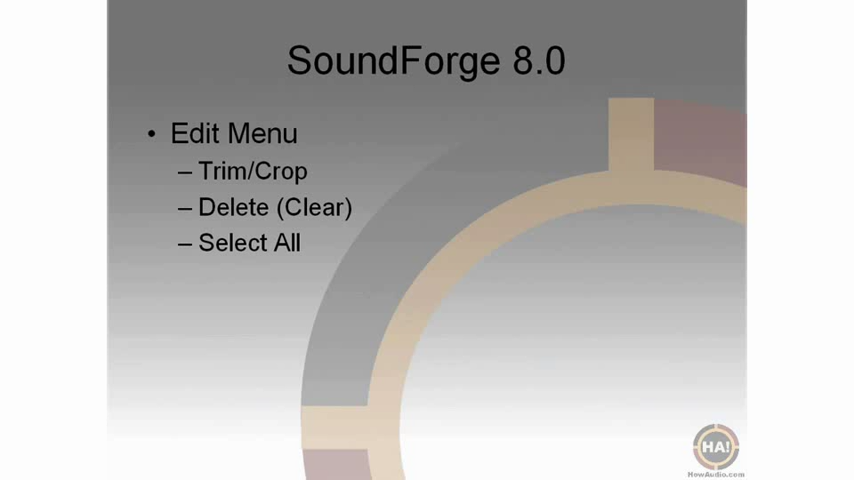 SoundForge 8.0
• Edit Menu
– Trim/Crop
– Delete (Clear)
– Select All
HA!
HowAudio.com